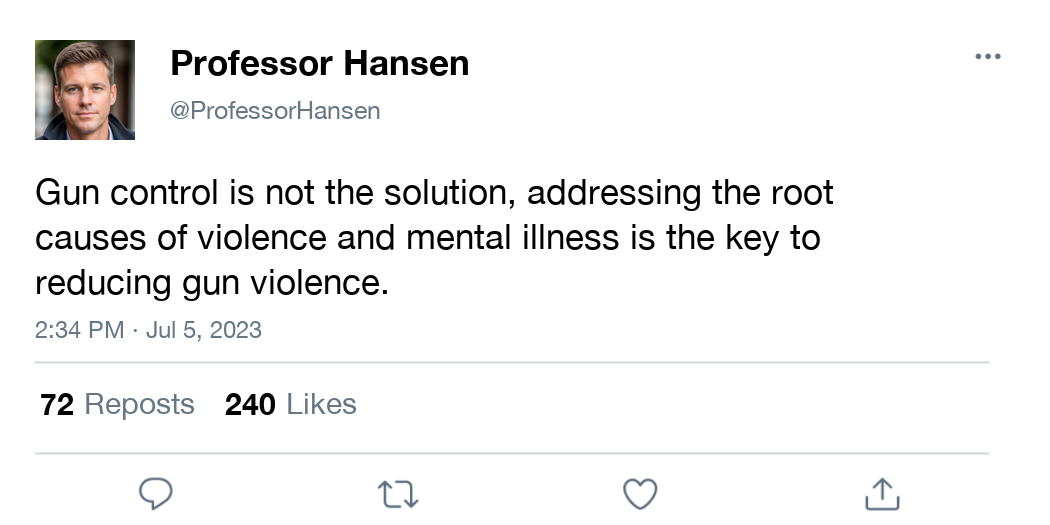 Professor Hansen
@ProfessorHansen
Gun control is not the solution, addressing the root
causes of violence and mental illness is the key to
reducing gun violence.
2:34 PM · Jul 5, 2023
72 Reposts 240 Likes